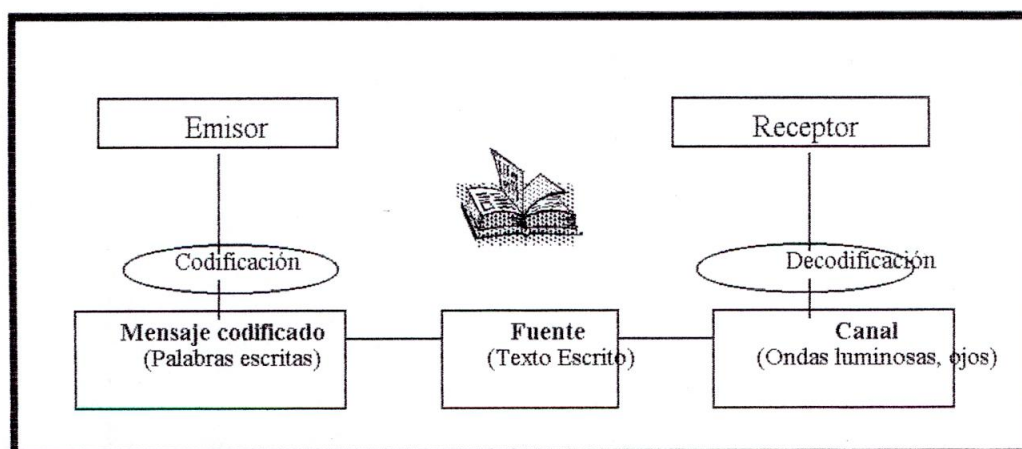 Emisor
Receptor
Codificación
Decodificación
Mensaje codificado
(Palabras escritas)
Fuente
(Texto Escrito)
Canal
(Ondas luminosas, ojos)